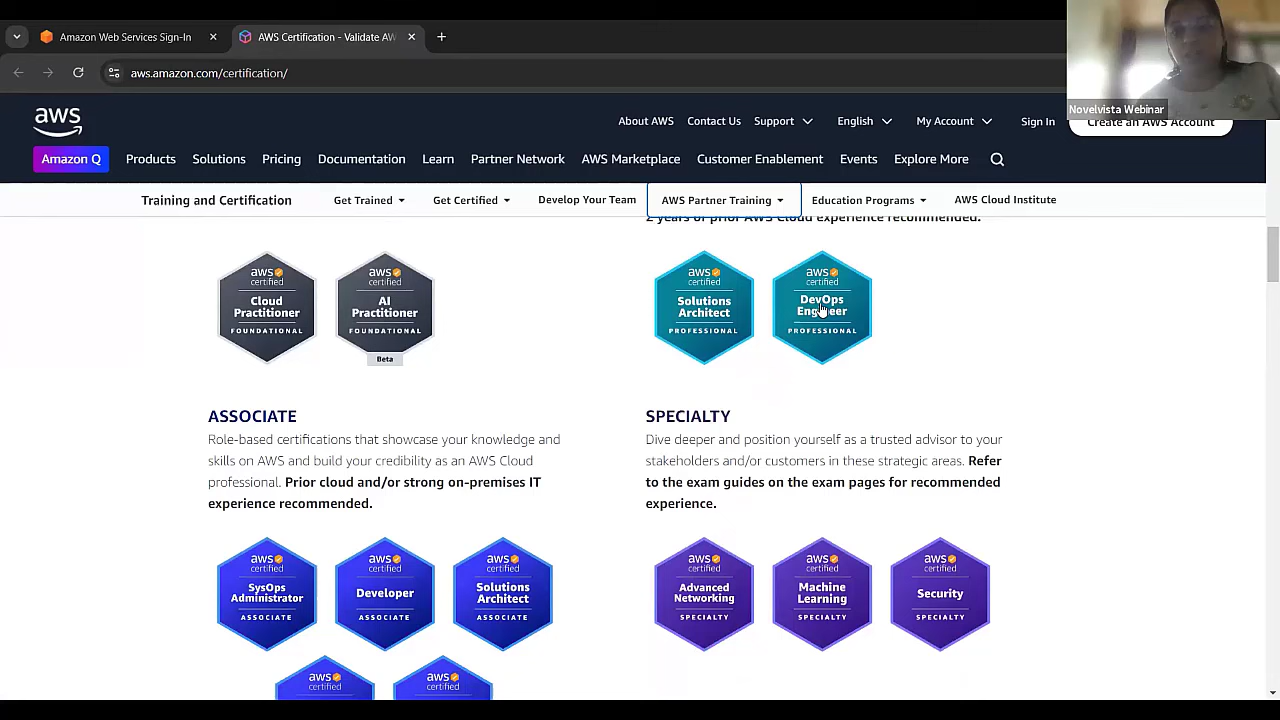 Amazon Web Services Sign-In
AWS Certification - Validate AW
aws.amazon.com/certification/
Novelvista Webinar
aws
About AWS
Contact Us
Support
English
My Account
Sign In
Create an AWS Account
Amazon Q
Products
Solutions
Pricing
Documentation
Learn
Partner Network
AWS Marketplace
Customer Enablement
Events
Explore More
Training and Certification
Get Trained
Get Certified
Develop Your Team
AWS Partner Training
Education Programs
AWS Cloud Institute
2 years of prior AWS Cloud experience recommended.
aws
certified
Cloud
Practitioner
FOUNDATIONAL
aws
certified
AI
Practitioner
FOUNDATIONAL
Beta
aws
certified
Solutions
Architect
PROFESSIONAL
aws
certified
DevOps
Engineer
PROFESSIONAL
ASSOCIATE
Role-based certifications that showcase your knowledge and
skills on AWS and build your credibility as an AWS Cloud
professional. Prior cloud and/or strong on-premises IT
experience recommended.
SPECIALTY
Dive deeper and position yourself as a trusted advisor to your
stakeholders and/or customers in these strategic areas. Refer
to the exam guides on the exam pages for recommended
experience.
aws
certified
SysOps
Administrator
ASSOCIATE
aws
certified
Developer
ASSOCIATE
aws
certified
Solutions
Architect
ASSOCIATE
aws
certified
Advanced
Networking
SPECIALTY
aws
certified
Machine
Learning
SPECIALTY
aws
certified
Security
SPECIALTY
aws
certified
aws
certified